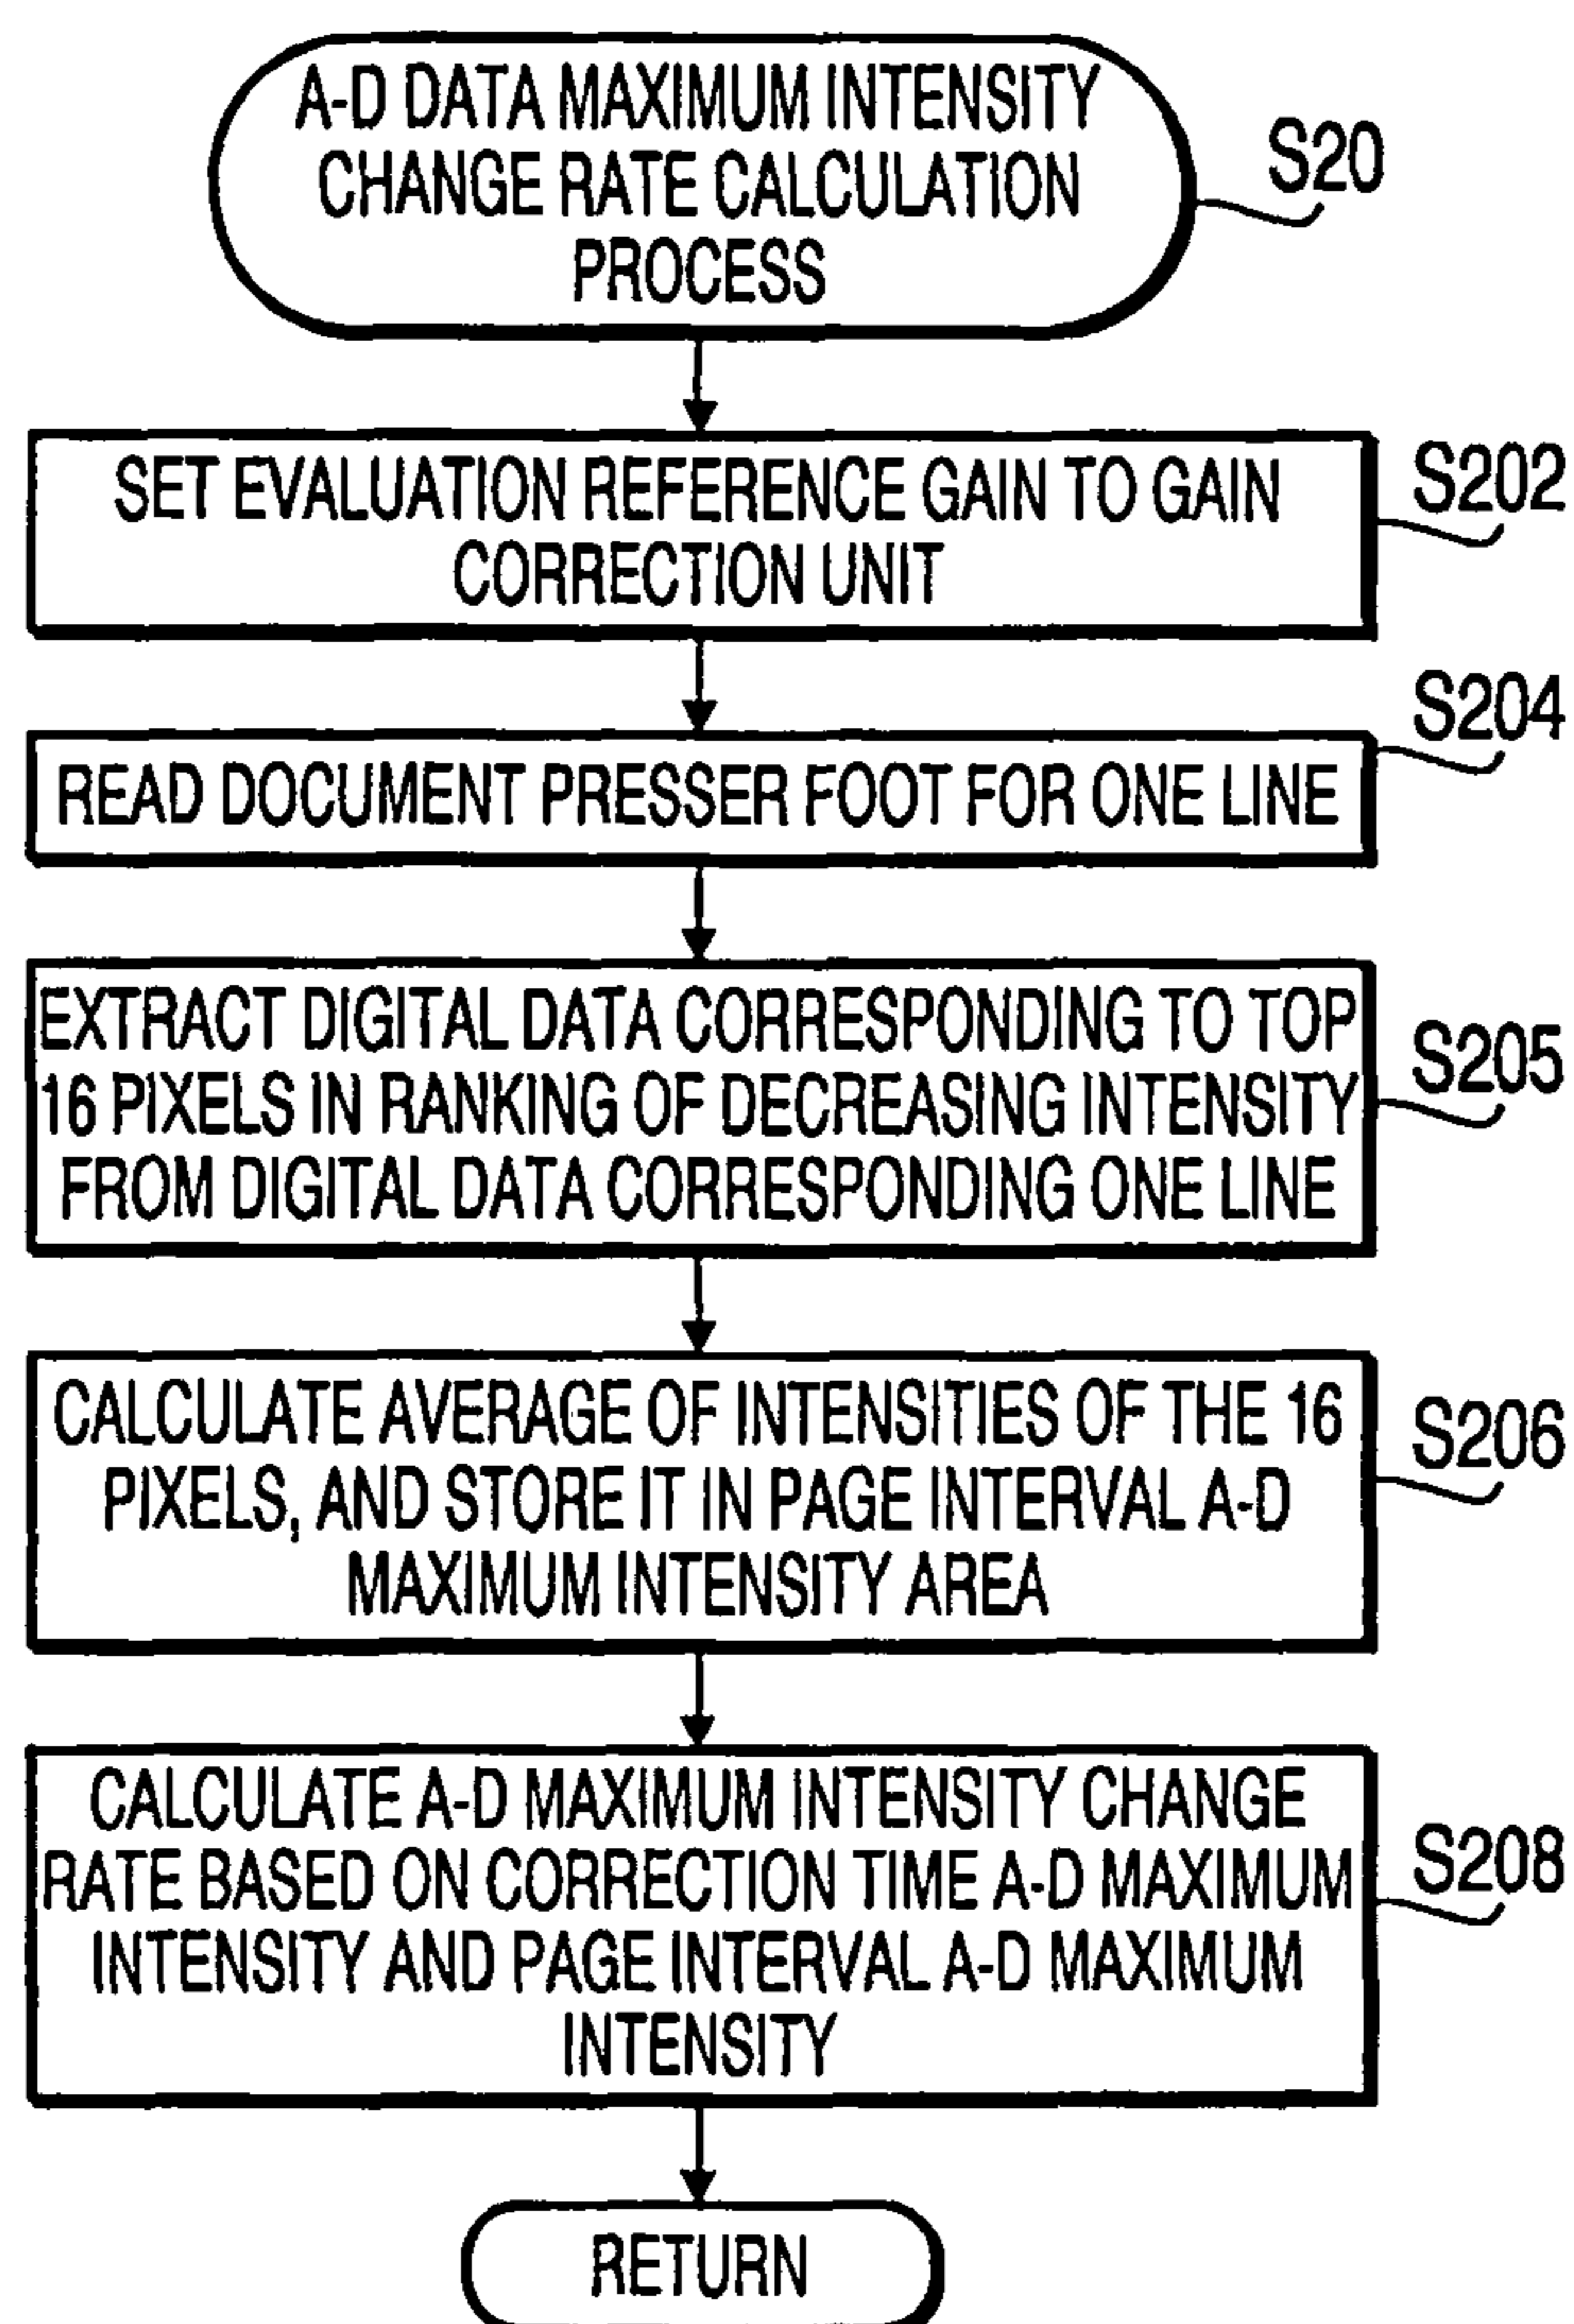 A-D DATA MAXIMUM INTENSITY
CHANGE RATE CALCULATION
PROCESS
S20
SET EVALUATION REFERENCE GAIN TO GAIN
CORRECTION UNIT
S202
READ DOCUMENT PRESSER FOOT FOR ONE LINE
S204
EXTRACT DIGITAL DATA CORRESPONDING TO TOP
16 PIXELS IN RANKING OF DECREASING INTENSITY
FROM DIGITAL DATA CORRESPONDING ONE LINE
S205
CALCULATE AVERAGE OF INTENSITIES OF THE 16
PIXELS, AND STORE IT IN PAGE INTERVAL A-D
MAXIMUM INTENSITY AREA
S206
CALCULATE A-D MAXIMUM INTENSITY CHANGE
RATE BASED ON CORRECTION TIME A-D MAXIMUM
INTENSITY AND PAGE INTERVAL A-D MAXIMUM
INTENSITY
S208
RETURN